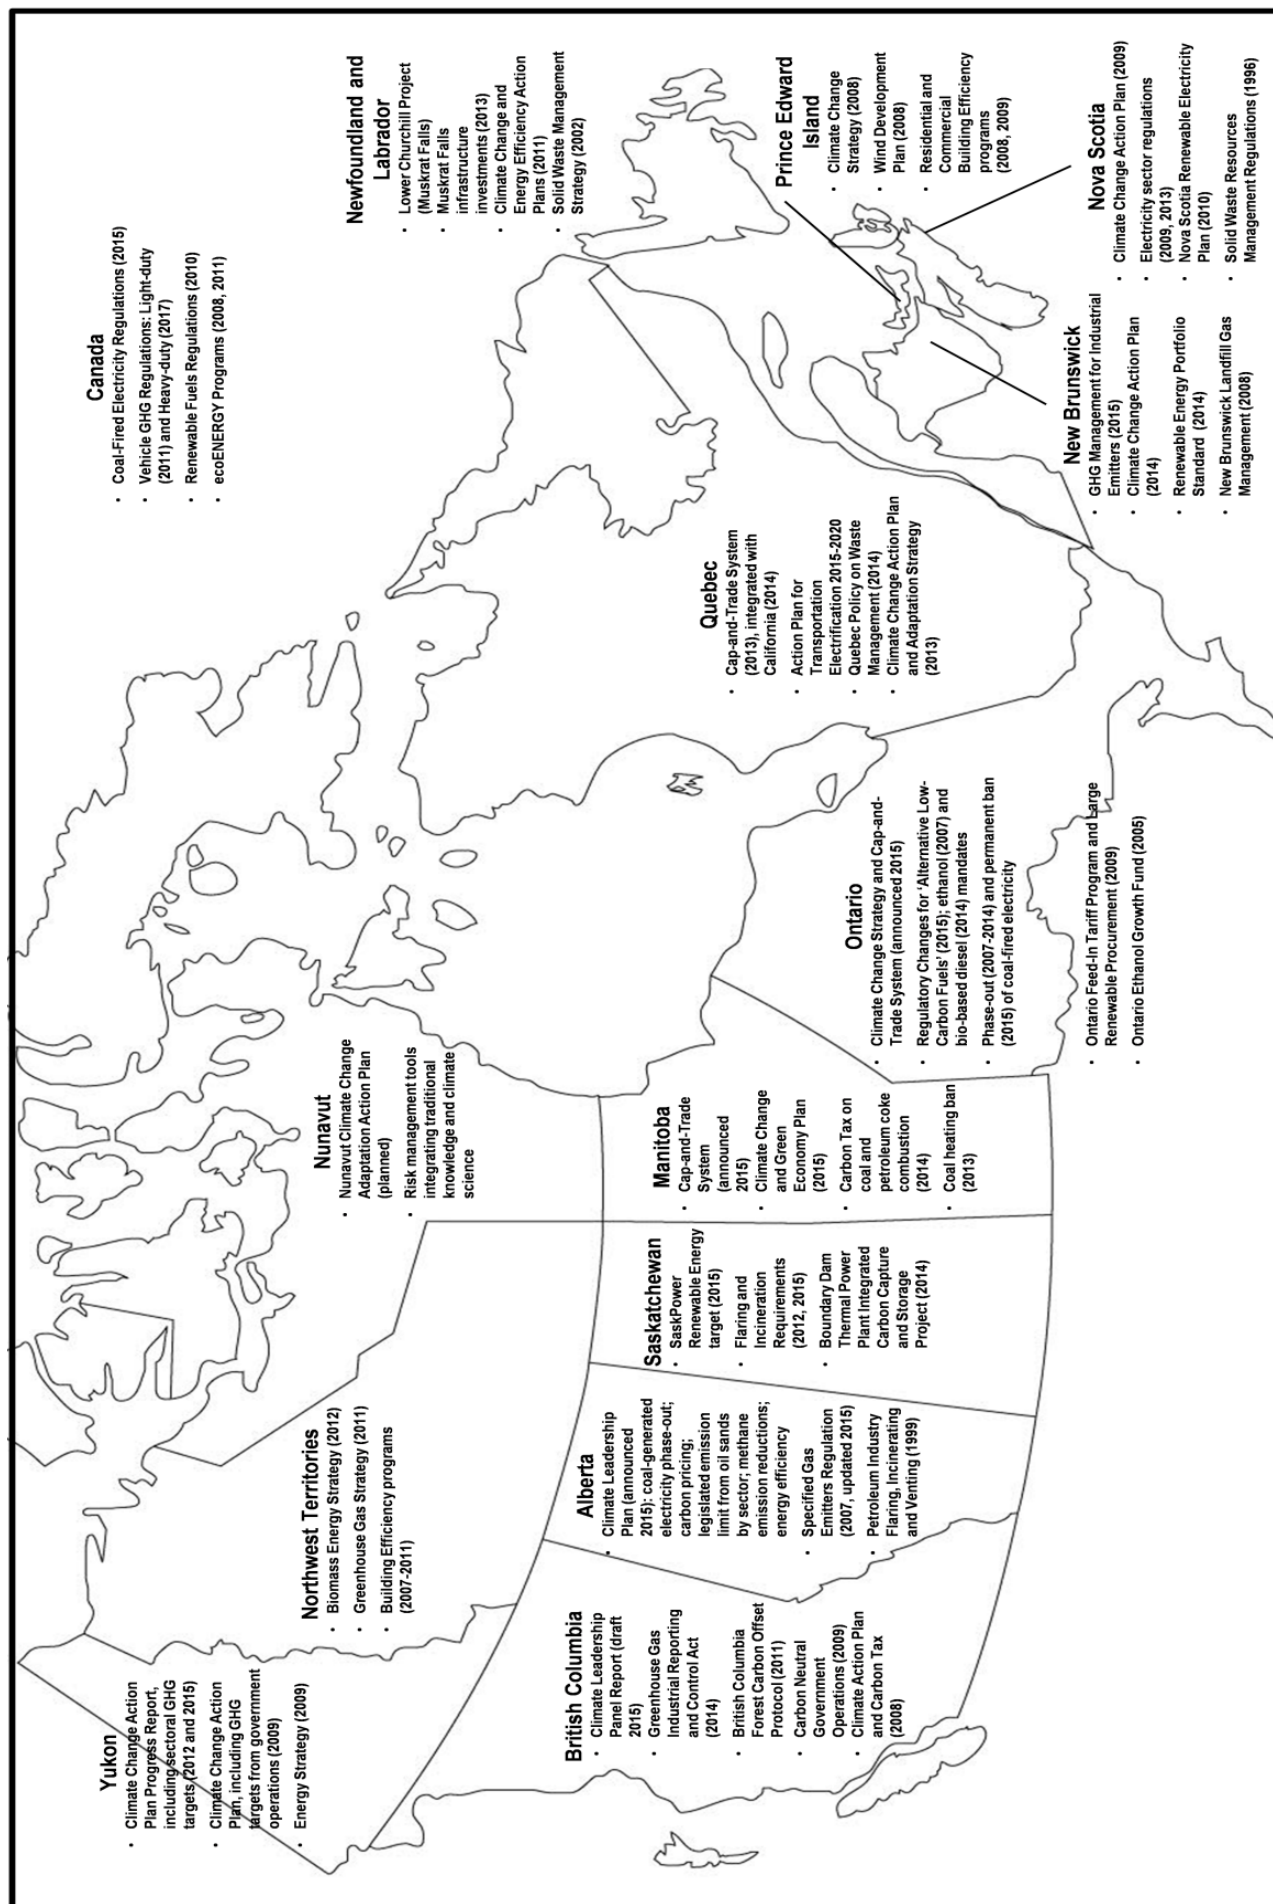 Canada
• Coal-Fired Electricity Regulations (2015)
• Vehicle GHG Regulations: Light-duty
(2011) and Heavy-duty (2017)
• Renewable Fuels Regulations (2010)
• ecoENERGY Programs (2008, 2011)
Yukon
• Climate Change Action
Plan Progress Report,
including sectoral GHG
targets (2012 and 2015)
• Climate Change Action
Plan, including GHG
targets from government
operations (2009)
• Energy Strategy (2009)
Northwest Territories
• Biomass Energy Strategy (2012)
• Greenhouse Gas Strategy (2011)
• Building Efficiency programs
(2007-2011)
Nunavut
• Nunavut Climate Change
Adaptation Action Plan
(planned)
• Risk management tools
integrating traditional
knowledge and climate
science
Newfoundland and
Labrador
• Lower Churchill Project
(Muskrat Falls)
• Muskrat Falls
infrastructure
investments (2013)
• Climate Change and
Energy Efficiency Action
Plans (2011)
• Solid Waste Management
Strategy (2002)
British Columbia
• Climate Leadership
Panel Report (draft
2015)
• Greenhouse Gas
Industrial Reporting
and Control Act
(2014)
• British Columbia
Forest Carbon Offset
Protocol (2011)
• Carbon Neutral
Government
Operations (2009)
• Climate Action Plan
and Carbon Tax
(2008)
Alberta
• Climate Leadership
Plan (announced
2015): coal-generated
electricity phase-out;
carbon pricing;
legislated emission
limit from oil sands
by sector; methane
emission reductions;
energy efficiency
• Specified Gas
Emitters Regulation
(2007, updated 2015)
• Petroleum Industry
Flaring, Incinerating
and Venting (1999)
Saskatchewan
• SaskPower
Renewable Energy
target (2015)
• Flaring and
Incineration
Requirements
(2012, 2015)
• Boundary Dam
Thermal Power
Plant Integrated
Carbon Capture
and Storage
Project (2014)
Manitoba
• Cap-and-Trade
System
(announced
2015)
• Climate Change
and Green
Economy Plan
(2015)
• Carbon Tax on
coal and
petroleum coke
combustion
(2014)
• Coal heating ban
(2013)
Ontario
• Climate Change Strategy and Cap-and-
Trade System (announced 2015)
• Regulatory Changes for 'Alternative Low-
Carbon Fuels' (2015); ethanol (2007) and
bio-based diesel (2014) mandates
• Phase-out (2007-2014) and permanent ban
(2015) of coal-fired electricity
• Ontario Feed-In Tariff Program and Large
Renewable Procurement (2009)
• Ontario Ethanol Growth Fund (2005)
Quebec
• Cap-and-Trade System
(2013), integrated with
California (2014)
• Action Plan for
Transportation
Electrification 2015-2020
• Quebec Policy on Waste
Management (2014)
• Climate Change Action Plan
and Adaptation Strategy
(2013)
Prince Edward
Island
• Climate Change
Strategy (2008)
• Wind Development
Plan (2008)
• Residential and
Commercial
Building Efficiency
programs
(2008, 2009)
New Brunswick
• GHG Management for Industrial
Emitters (2015)
• Climate Change Action Plan
(2014)
• Renewable Energy Portfolio
Standard (2014)
• New Brunswick Landfill Gas
Management (2008)
Nova Scotia
• Climate Change Action Plan (2009)
• Electricity sector regulations
(2009, 2013)
• Nova Scotia Renewable Electricity
Plan (2010)
• Solid Waste Resources
Management Regulations (1996)